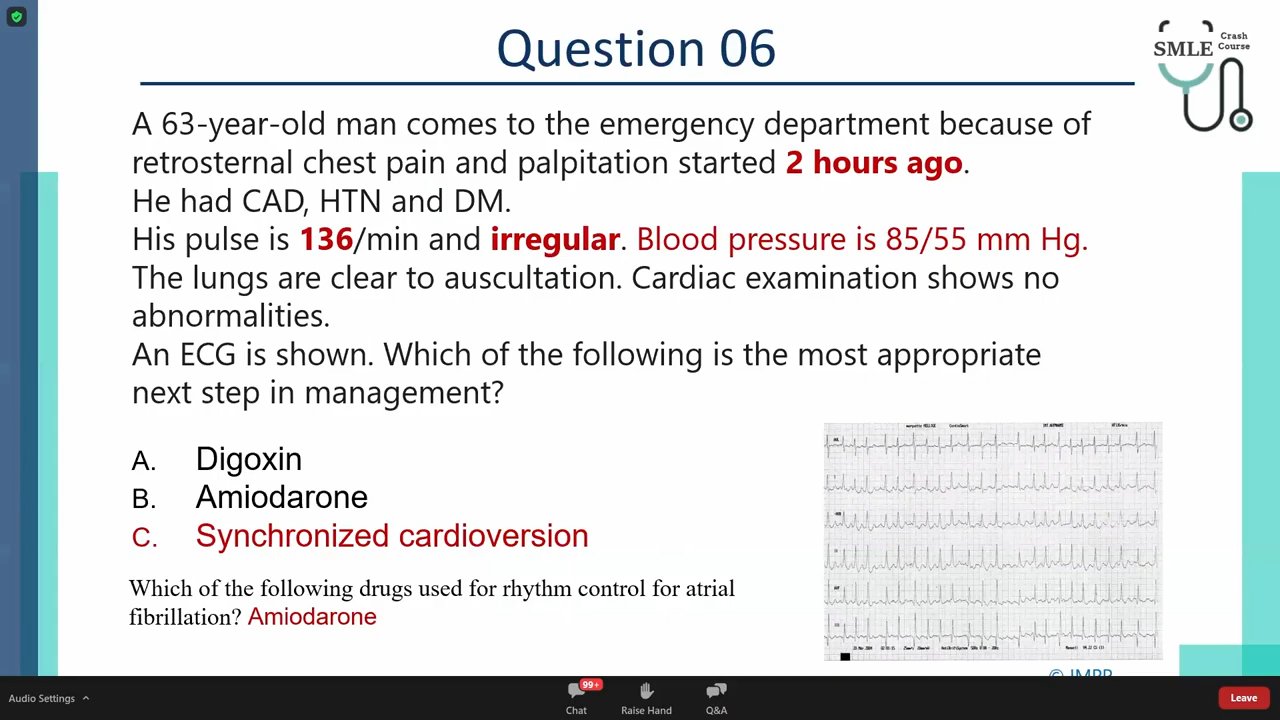 Question 06
SMLE Crash Course
A 63-year-old man comes to the emergency department because of
retrosternal chest pain and palpitation started 2 hours ago.
He had CAD, HTN and DM.
His pulse is 136/min and irregular. Blood pressure is 85/55 mm Hg.
The lungs are clear to auscultation. Cardiac examination shows no
abnormalities.
An ECG is shown. Which of the following is the most appropriate
next step in management?
A. Digoxin
B. Amiodarone
C. Synchronized cardioversion
Which of the following drugs used for rhythm control for atrial
fibrillation? Amiodarone
Audio Settings
99+
Chat
Raise Hand
Q&A
Leave